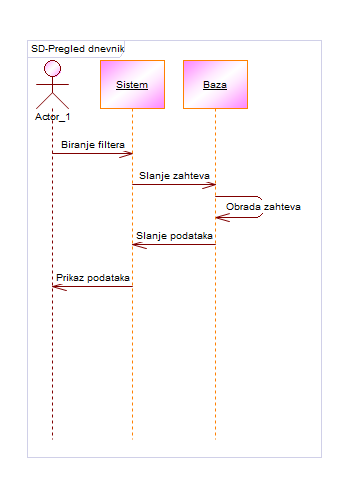 SD-Pregled dnevnik
Sistem
Baza
Actor_1
Biranje filtera
Slanje zahteva
Obrada zahteva
Slanje podataka
Prikaz podataka